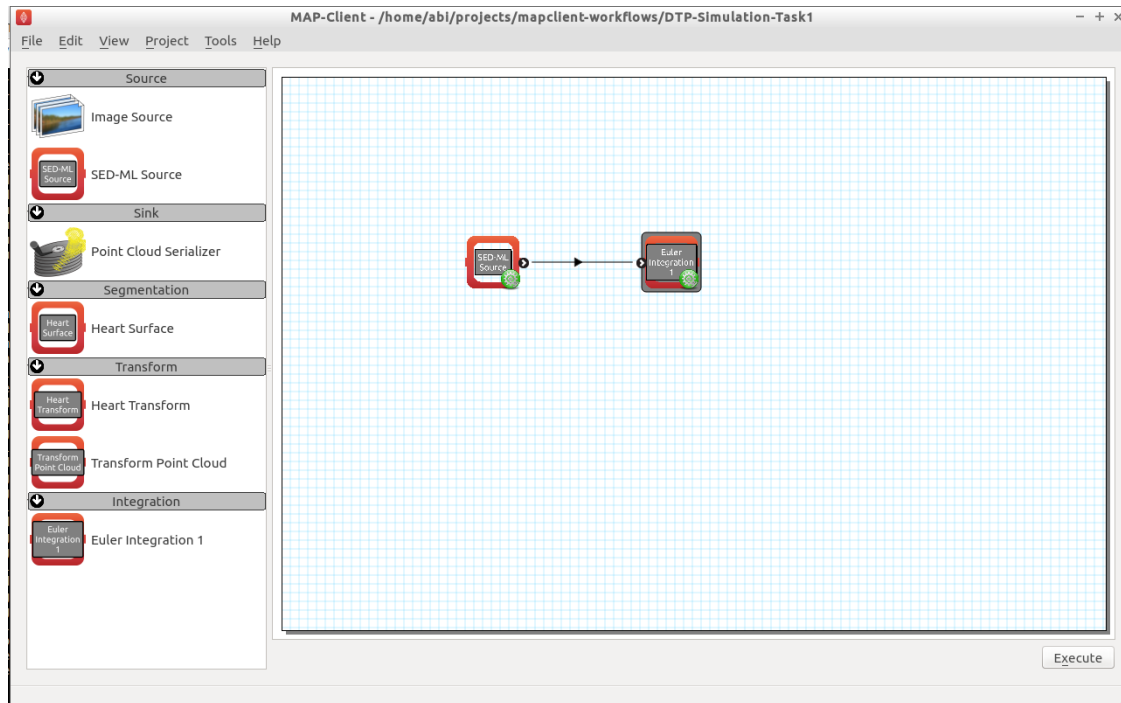 MAP-Client - /home/abi/projects/mapclient-workflows/DTP-Simulation-Task1
File Edit View Project Tools Help
Source
Image Source
SED-ML
Source
SED-ML Source
Sink
Point Cloud Serializer
Segmentation
Heart
Surface
Heart Surface
Transform
Heart
Transform
Heart Transform
Transform
Point Cloud
Transform Point Cloud
Integration
Euler
Integration
1
Euler Integration 1
SED-ML
Source
Euler
Integration
1
Execute